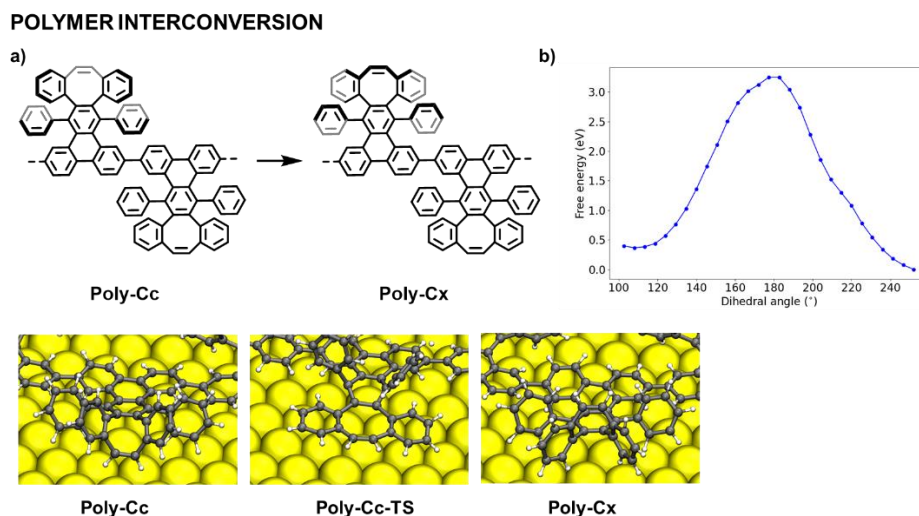 POLYMER INTERCONVERSION
a)
b)
Poly-Cc
Poly-Cx
Free energy (eV)
3.0
2.5
2.0
1.5
1.0
0.5
0.0
100 120 140 160 180 200 220 240
Dihedral angle (°)
Poly-Cc
Poly-Cc-TS
Poly-Cx